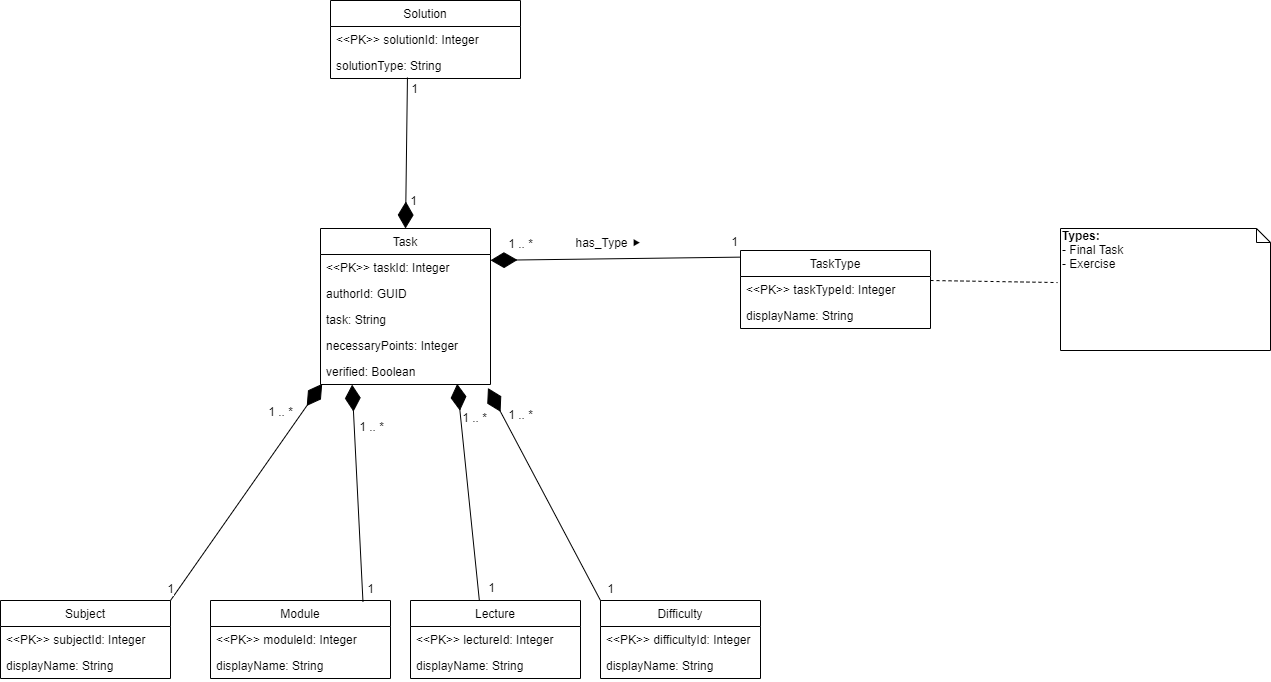 Solution
<<PK>> solutionId: Integer
solutionType: String
1
1
Task
<<PK>> taskId: Integer
authorId: GUID
task: String
necessaryPoints: Integer
verified: Boolean
1 .. *
has_Type ►
1
TaskType
<<PK>> taskTypeId: Integer
displayName: String
Types:
- Final Task
- Exercise
1 .. *
1 .. *
1 .. *
1 .. *
1
1
1
1
Subject
<<PK>> subjectId: Integer
displayName: String
Module
<<PK>> moduleId: Integer
displayName: String
Lecture
<<PK>> lectureId: Integer
displayName: String
Difficulty
<<PK>> difficultyId: Integer
displayName: String